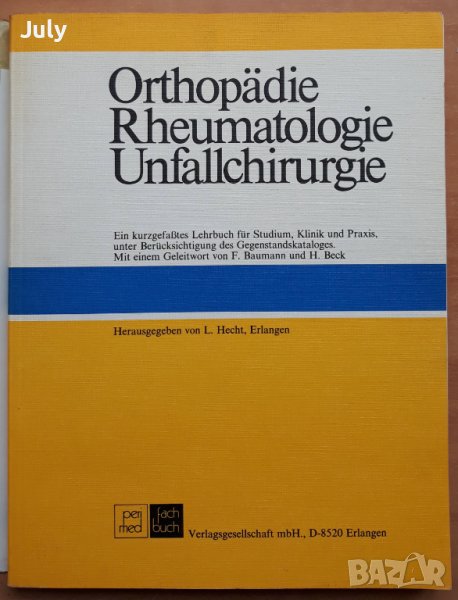 July
Orthopädie
Rheumatologie
Unfallchirurgie
Ein kurzgefaßtes Lehrbuch für Studium, Klinik und Praxis,
unter Berücksichtigung des Gegenstandskataloges.
Mit einem Geleitwort von F. Baumann und H. Beck
Herausgegeben von L. Hecht, Erlangen
peri
med
fach
buch
Verlagsgesellschaft mbH., D-8520 Erlangen
BAZAR